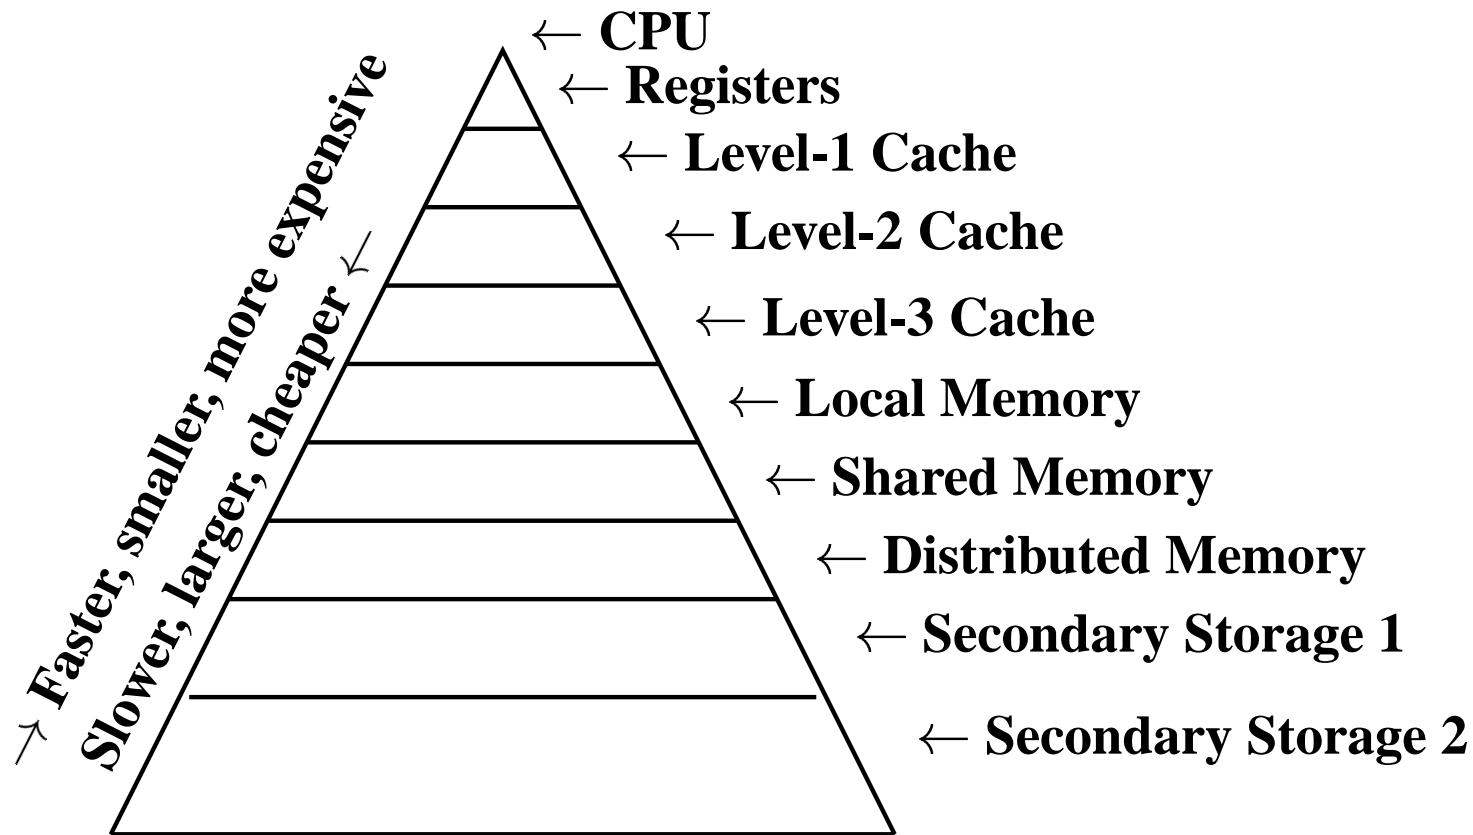 ← CPU
← Registers
← Level-1 Cache
← Level-2 Cache
← Level-3 Cache
← Local Memory
← Shared Memory
← Distributed Memory
← Secondary Storage 1
← Secondary Storage 2
→ Faster, smaller, more expensive
Slower, larger, cheaper ←